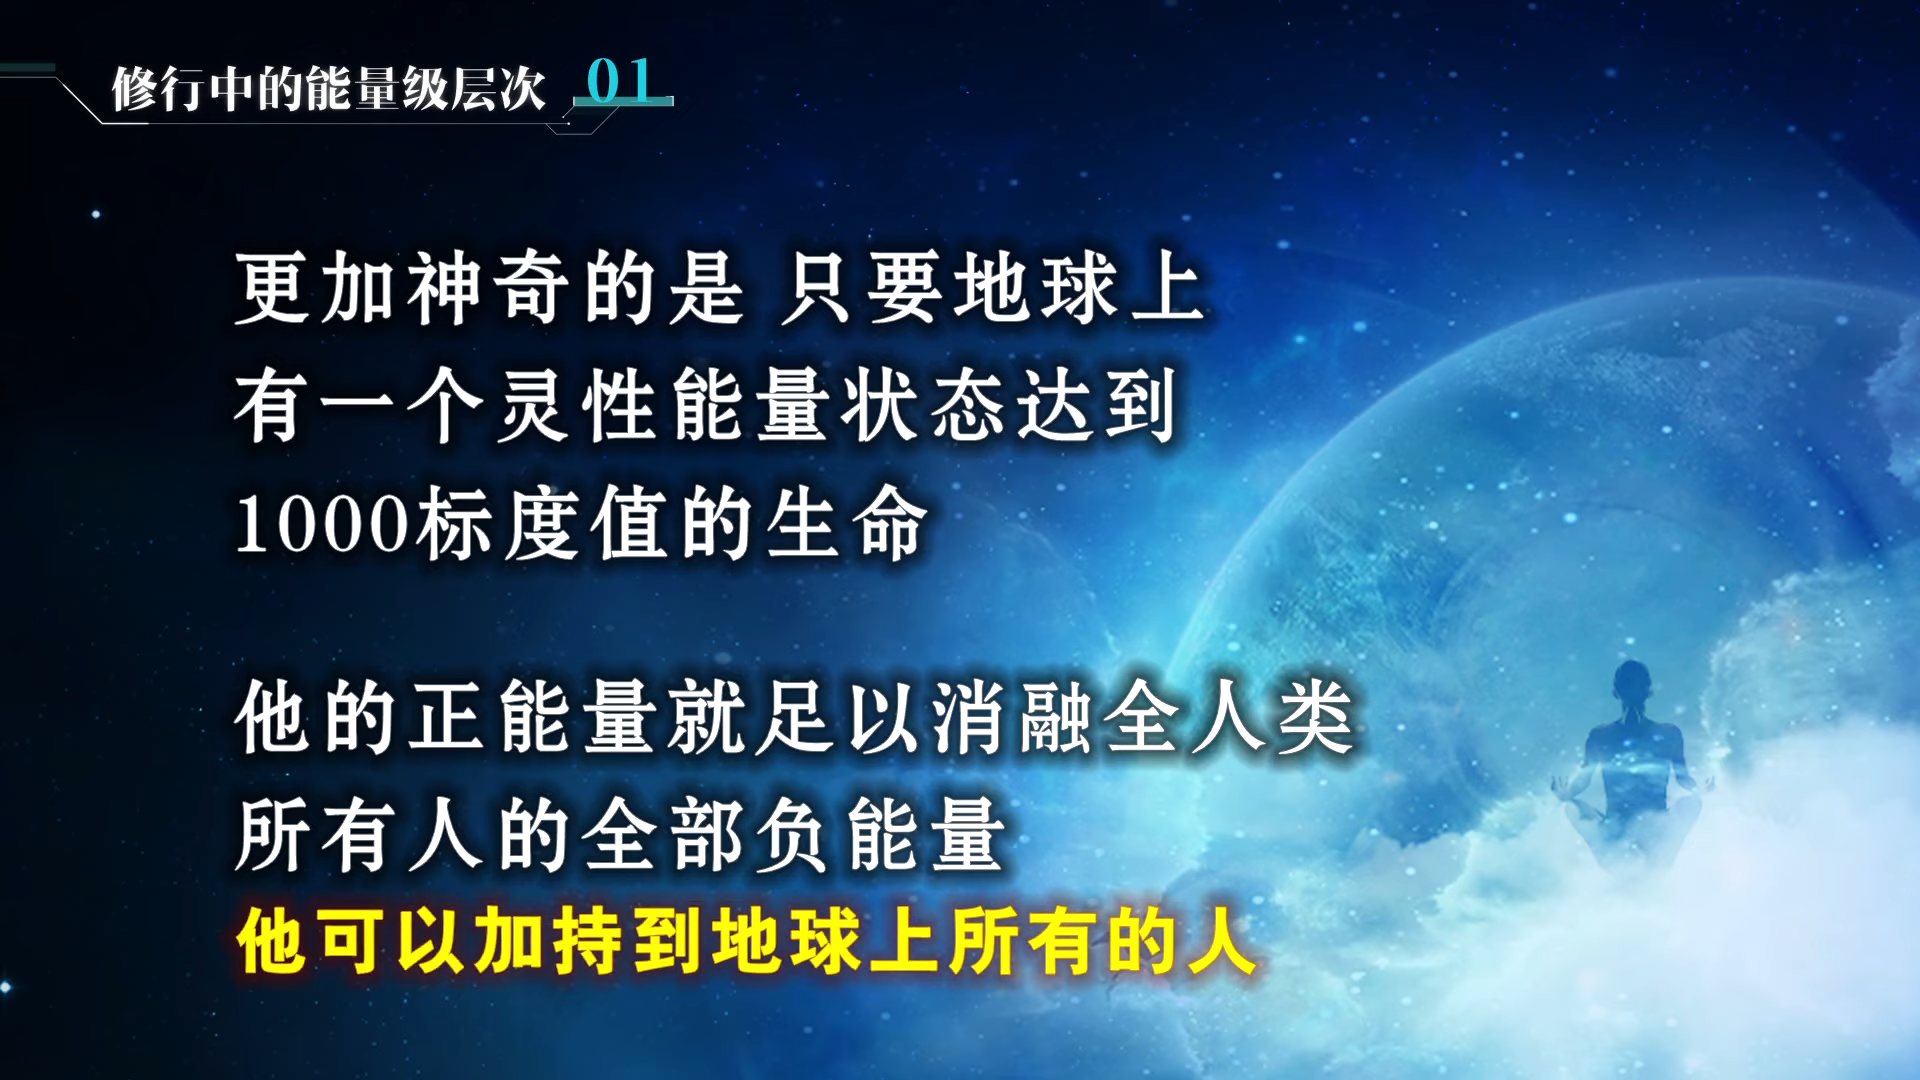 修行中的能量级层次 01
更加神奇的是 只要地球上
有一个灵性能量状态达到
1000标度值的生命
他的正能量就足以消融全人类
所有人的全部负能量
他可以加持到地球上所有的人